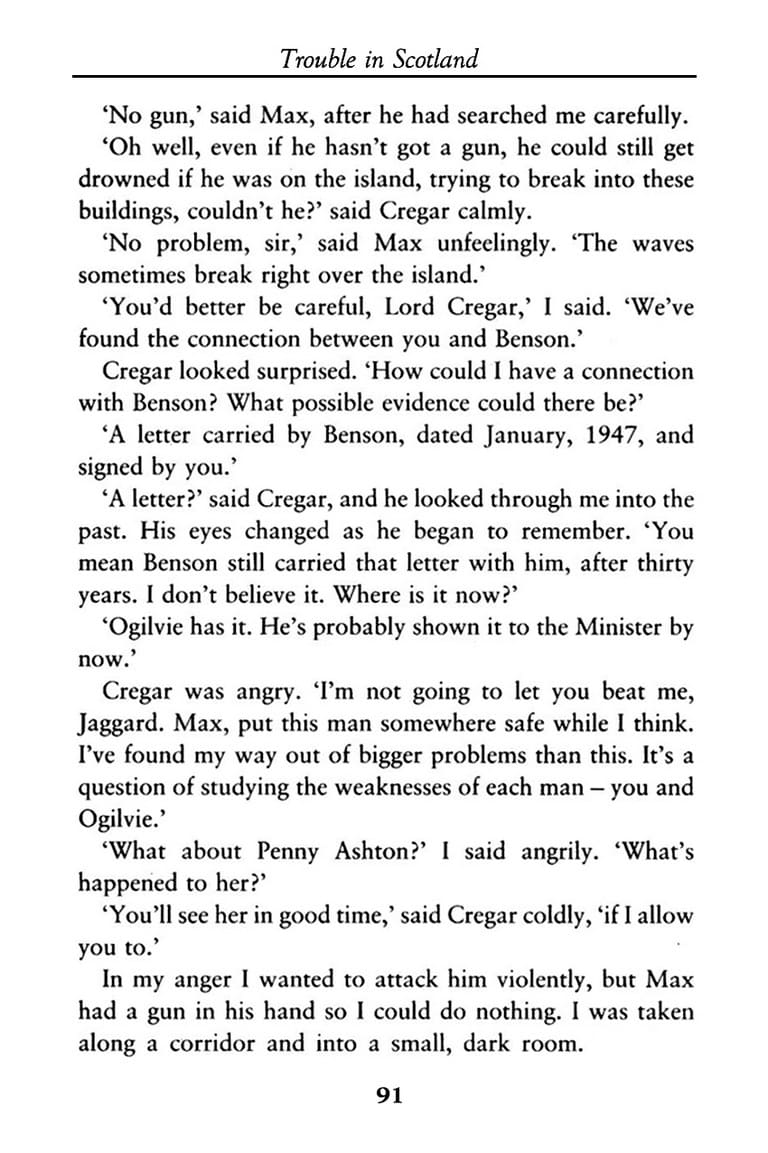 Trouble in Scotland
‘No gun,’ said Max, after he had searched me carefully.
‘Oh well, even if he hasn’t got a gun, he could still get
drowned if he was on the island, trying to break into these
buildings, couldn’t he?’ said Cregar calmly.
‘No problem, sir,’ said Max unfeelingly. ‘The waves
sometimes break right over the island.’
‘You’d better be careful, Lord Cregar,’ I said. ‘We’ve
found the connection between you and Benson.’
Cregar looked surprised. ‘How could I have a connection
with Benson? What possible evidence could there be?’
‘A letter carried by Benson, dated January, 1947, and
signed by you.’
‘A letter?’ said Cregar, and he looked through me into the
past. His eyes changed as he began to remember. ‘You
mean Benson still carried that letter with him, after thirty
years. I don’t believe it. Where is it now?’
‘Ogilvie has it. He’s probably shown it to the Minister by
now.’
Cregar was angry. ‘I’m not going to let you beat me,
Jaggard. Max, put this man somewhere safe while I think.
I’ve found my way out of bigger problems than this. It’s a
question of studying the weaknesses of each man – you and
Ogilvie.’
‘What about Penny Ashton?’ I said angrily. ‘What’s
happened to her?’
‘You’ll see her in good time,’ said Cregar coldly, ‘if I allow
you to.’
In my anger I wanted to attack him violently, but Max
had a gun in his hand so I could do nothing. I was taken
along a corridor and into a small, dark room.
91